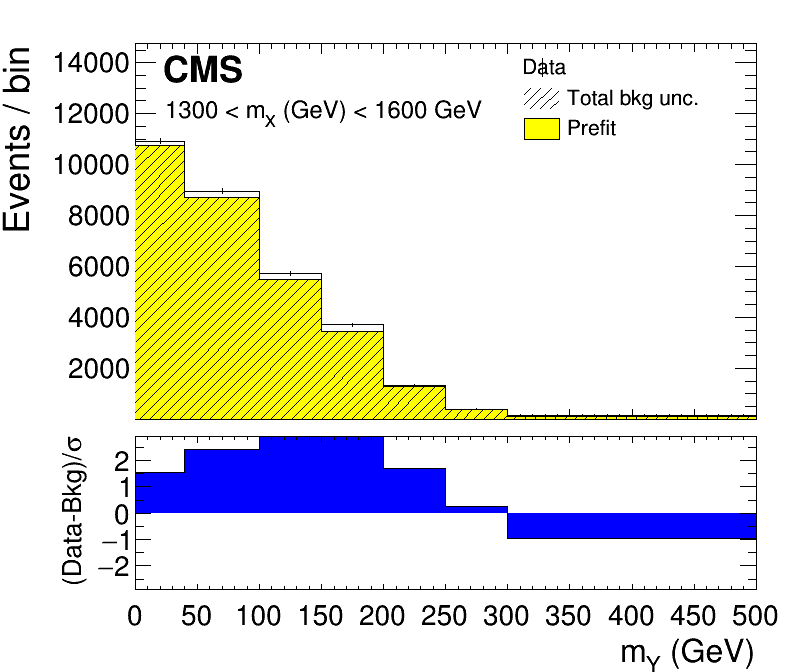 Events / bin
14000
12000
10000
8000
6000
4000
2000
CMS
1300 < m_X (GeV) < 1600 GeV
Data
Total bkg unc.
Prefit
(Data-Bkg)/σ
2
1
0
−1
−2
0 50 100 150 200 250 300 350 400 450 500
m_Y (GeV)